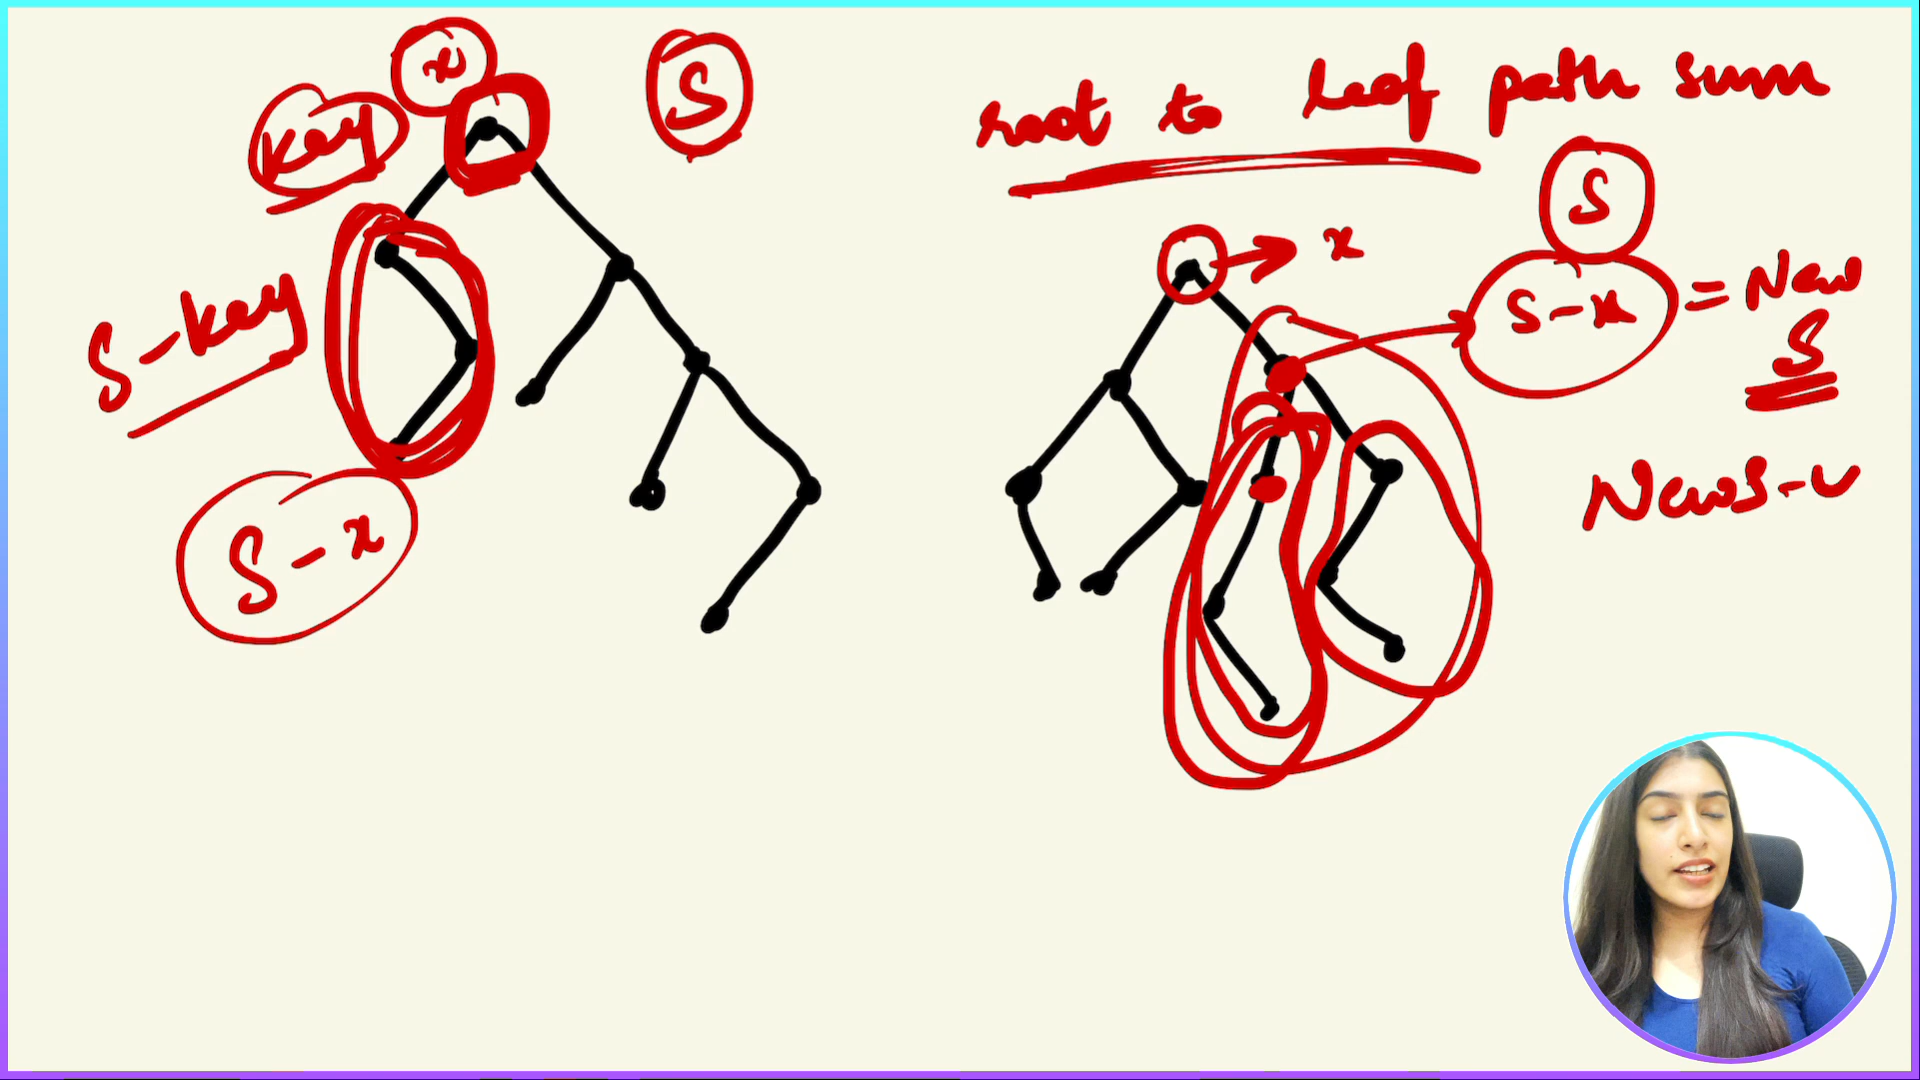 x
key
S
S-key
S-x
root to leaf path sum
S
x
S-x = New
S
NewS-v